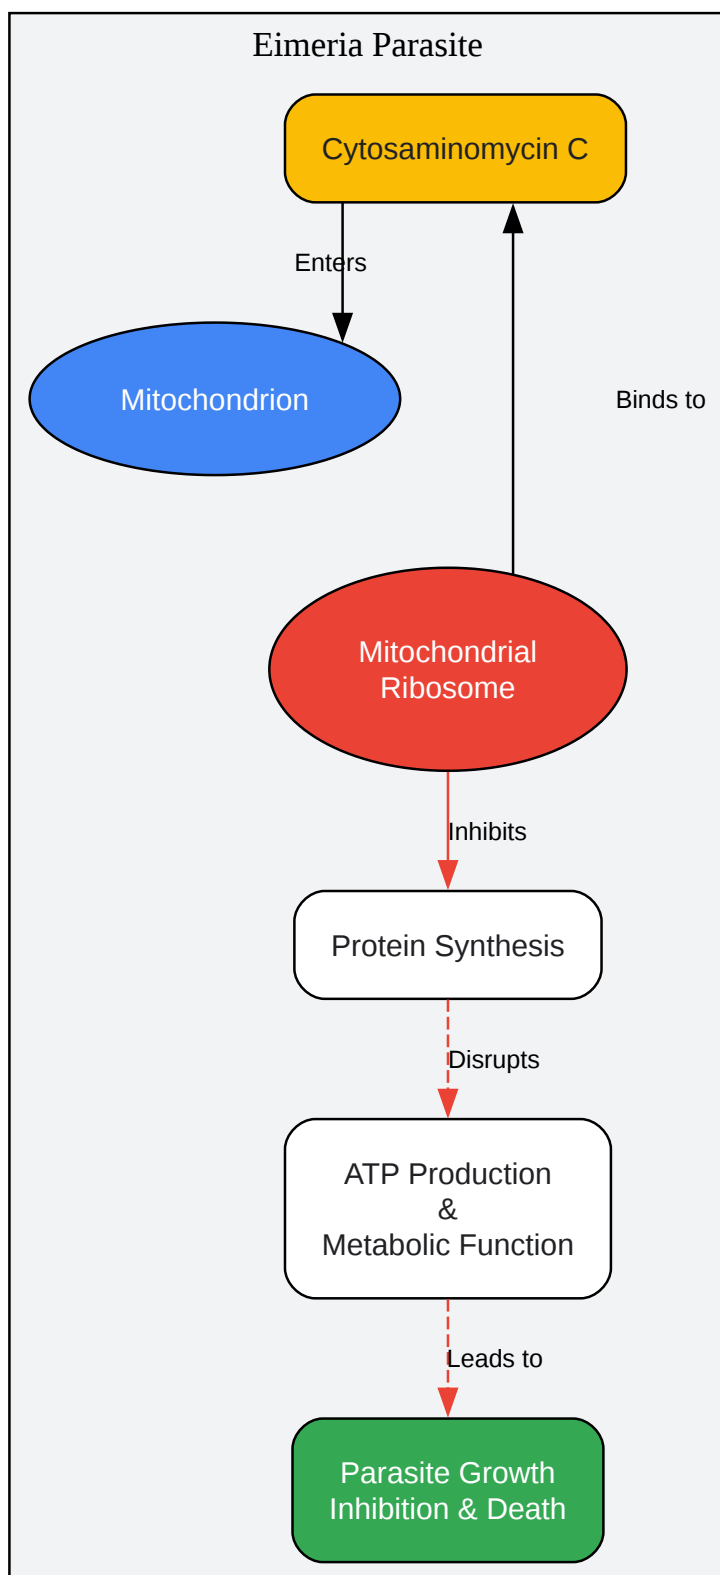 Eimeria Parasite
Cytosaminomycin C
Enters
Mitochondrion
Binds to
Mitochondrial
Ribosome
Inhibits
Protein Synthesis
Disrupts
ATP Production
&
Metabolic Function
Leads to
Parasite Growth
Inhibition & Death